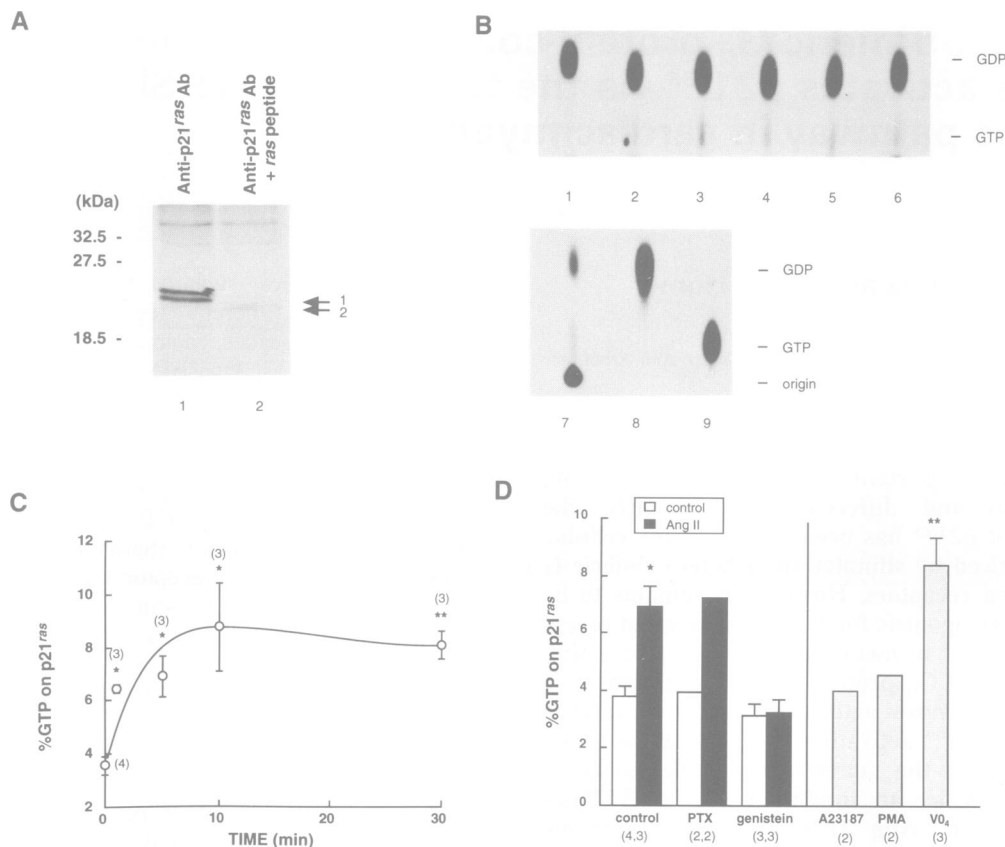 A
Anti-p21ras Ab
Anti-p21ras Ab
+ ras peptide
(kDa)
32.5 -
27.5 -
18.5 -
1
2
1
2
B
GDP
GTP
1
2
3
4
5
6
GDP
GTP
origin
7
8
9
C
%GTP on p21ras
12
10
8
6
4
2
(4)
(3)
*
(3)
*
(3)
*
(3)
**
0
10
20
30
TIME (min)
D
control
Ang II
%GTP on p21ras
10
8
6
4
2
0
*
**
control
PTX
genistein
A23187
PMA
V0₄
(4,3)
(2,2)
(3,3)
(2)
(2)
(3)